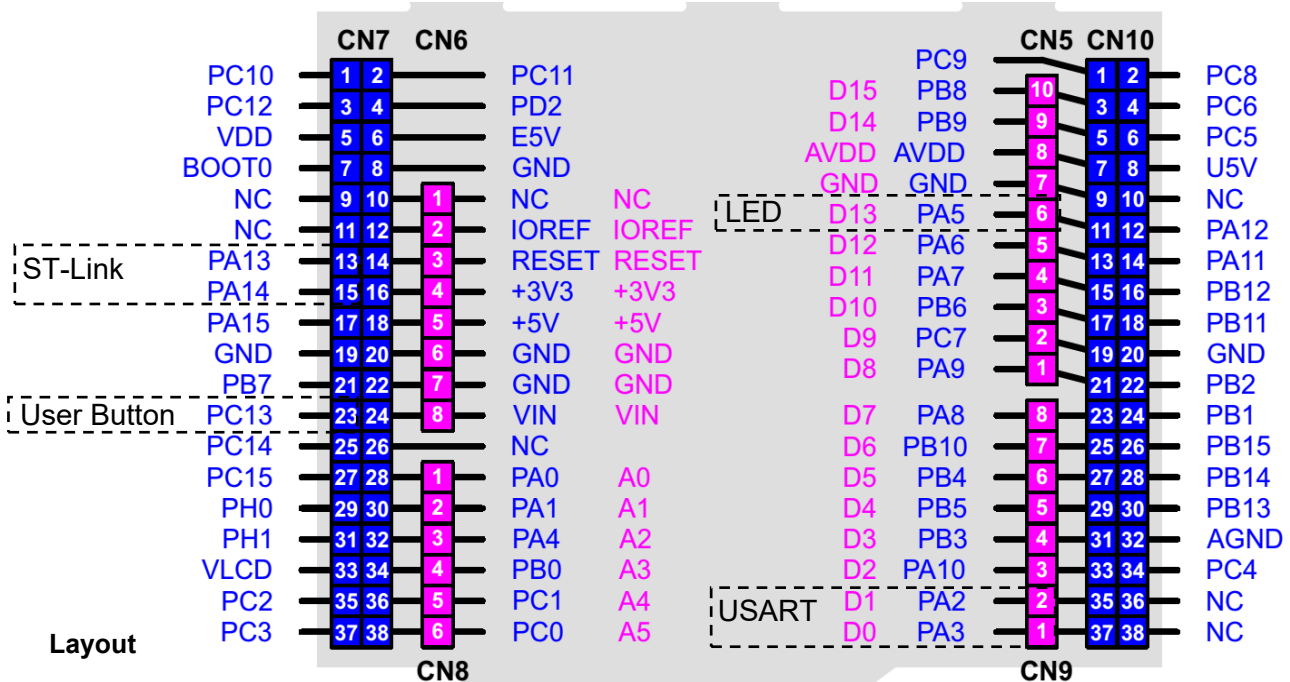 CN7 CN6 CN5 CN10
PC9
PC10 1 2 PC11 1 2 PC8
D15 PB8 10
PC12 3 4 PD2 3 4 PC6
D14 PB9 9
VDD 5 6 E5V 5 6 PC5
AVDD AVDD 8
BOOT0 7 8 GND 7 8 U5V
GND GND 7
NC 9 10 1 NC NC 9 10 NC
LED D13 PA5 6
NC 11 12 2 IOREF IOREF 11 12 PA12
D12 PA6 5
ST-Link PA13 13 14 3 RESET RESET 13 14 PA11
D11 PA7 4
PA14 15 16 4 +3V3 +3V3 15 16 PB12
D10 PB6 3
PA15 17 18 5 +5V +5V 17 18 PB11
D9 PC7 2
GND 19 20 6 GND GND 19 20 GND
D8 PA9 1
PB7 21 22 7 GND GND 21 22 PB2
User Button PC13 23 24 8 VIN VIN D7 PA8 8 23 24 PB1
PC14 25 26 NC D6 PB10 7 25 26 PB15
PC15 27 28 1 PA0 A0 D5 PB4 6 27 28 PB14
PH0 29 30 2 PA1 A1 D4 PB5 5 29 30 PB13
PH1 31 32 3 PA4 A2 D3 PB3 4 31 32 AGND
VLCD 33 34 4 PB0 A3 D2 PA10 3 33 34 PC4
PC2 35 36 5 PC1 A4 USART D1 PA2 2 35 36 NC
PC3 37 38 6 PC0 A5 D0 PA3 1 37 38 NC
Layout
CN8 CN9